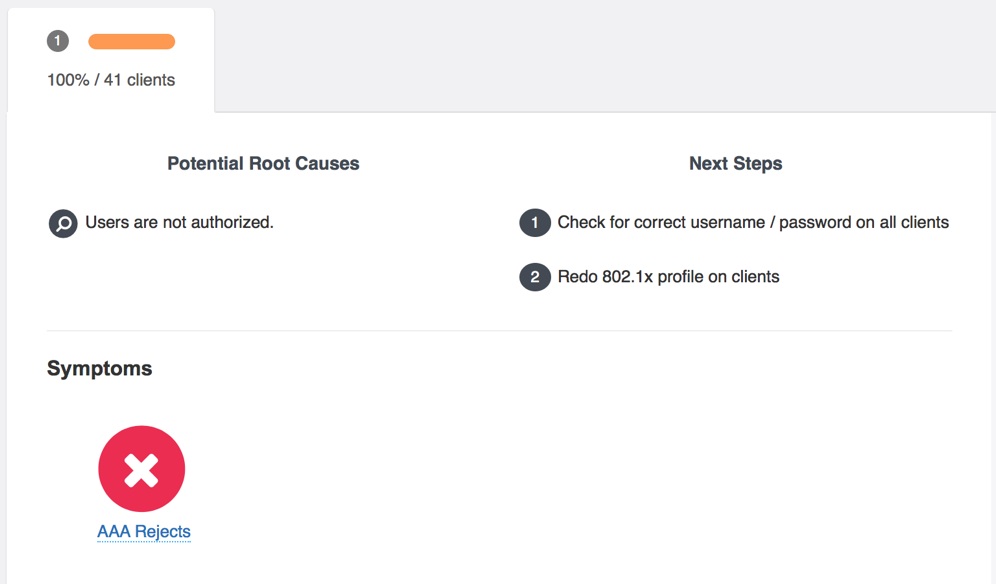 1
100% / 41 clients
Potential Root Causes
Next Steps
Users are not authorized.
1 Check for correct username / password on all clients
2 Redo 802.1x profile on clients
Symptoms
AAA Rejects